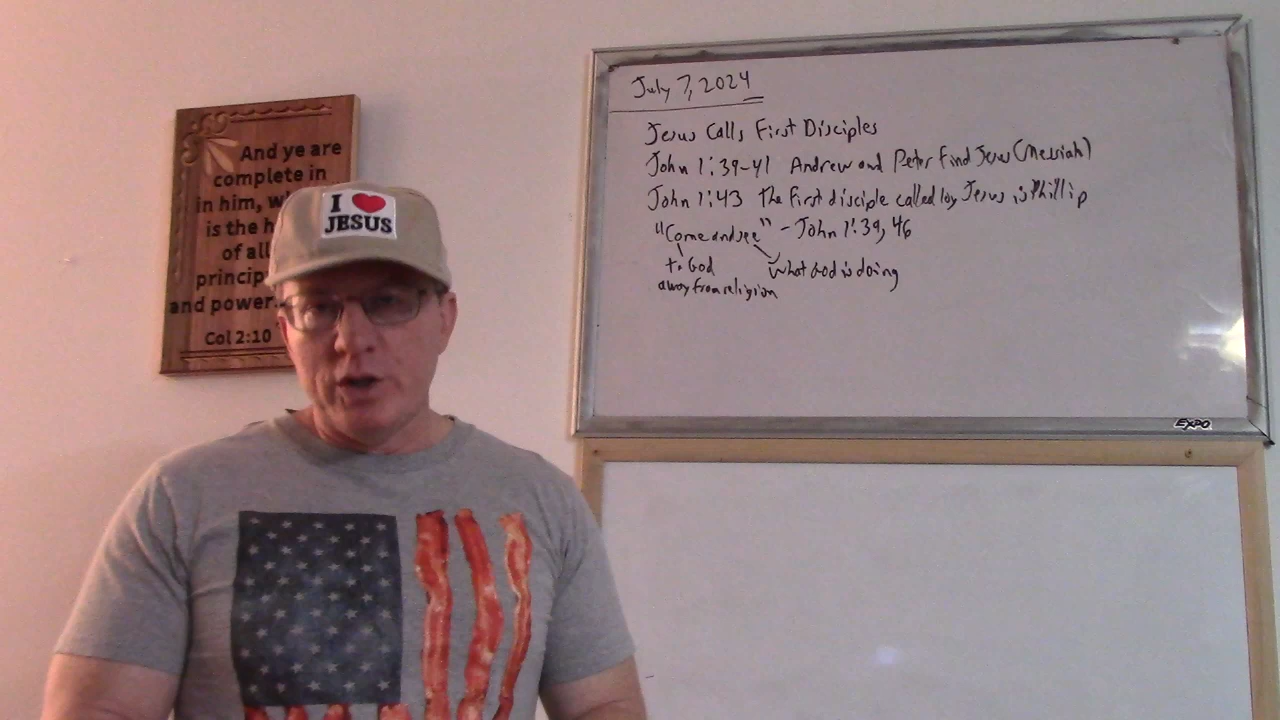 And ye are
complete in
in him, w
is the h
of all
princip
and power.
Col 2:10
I ❤ JESUS
July 7, 2024
Jesus Calls First Disciples
John 1:39-41 Andrew and Peter find Jesus (Messiah)
John 1:43 the First disciple called by Jesus is Phillip
"Come and see" - John 1:39, 46
to God what God is doing
away from religion
EXPO